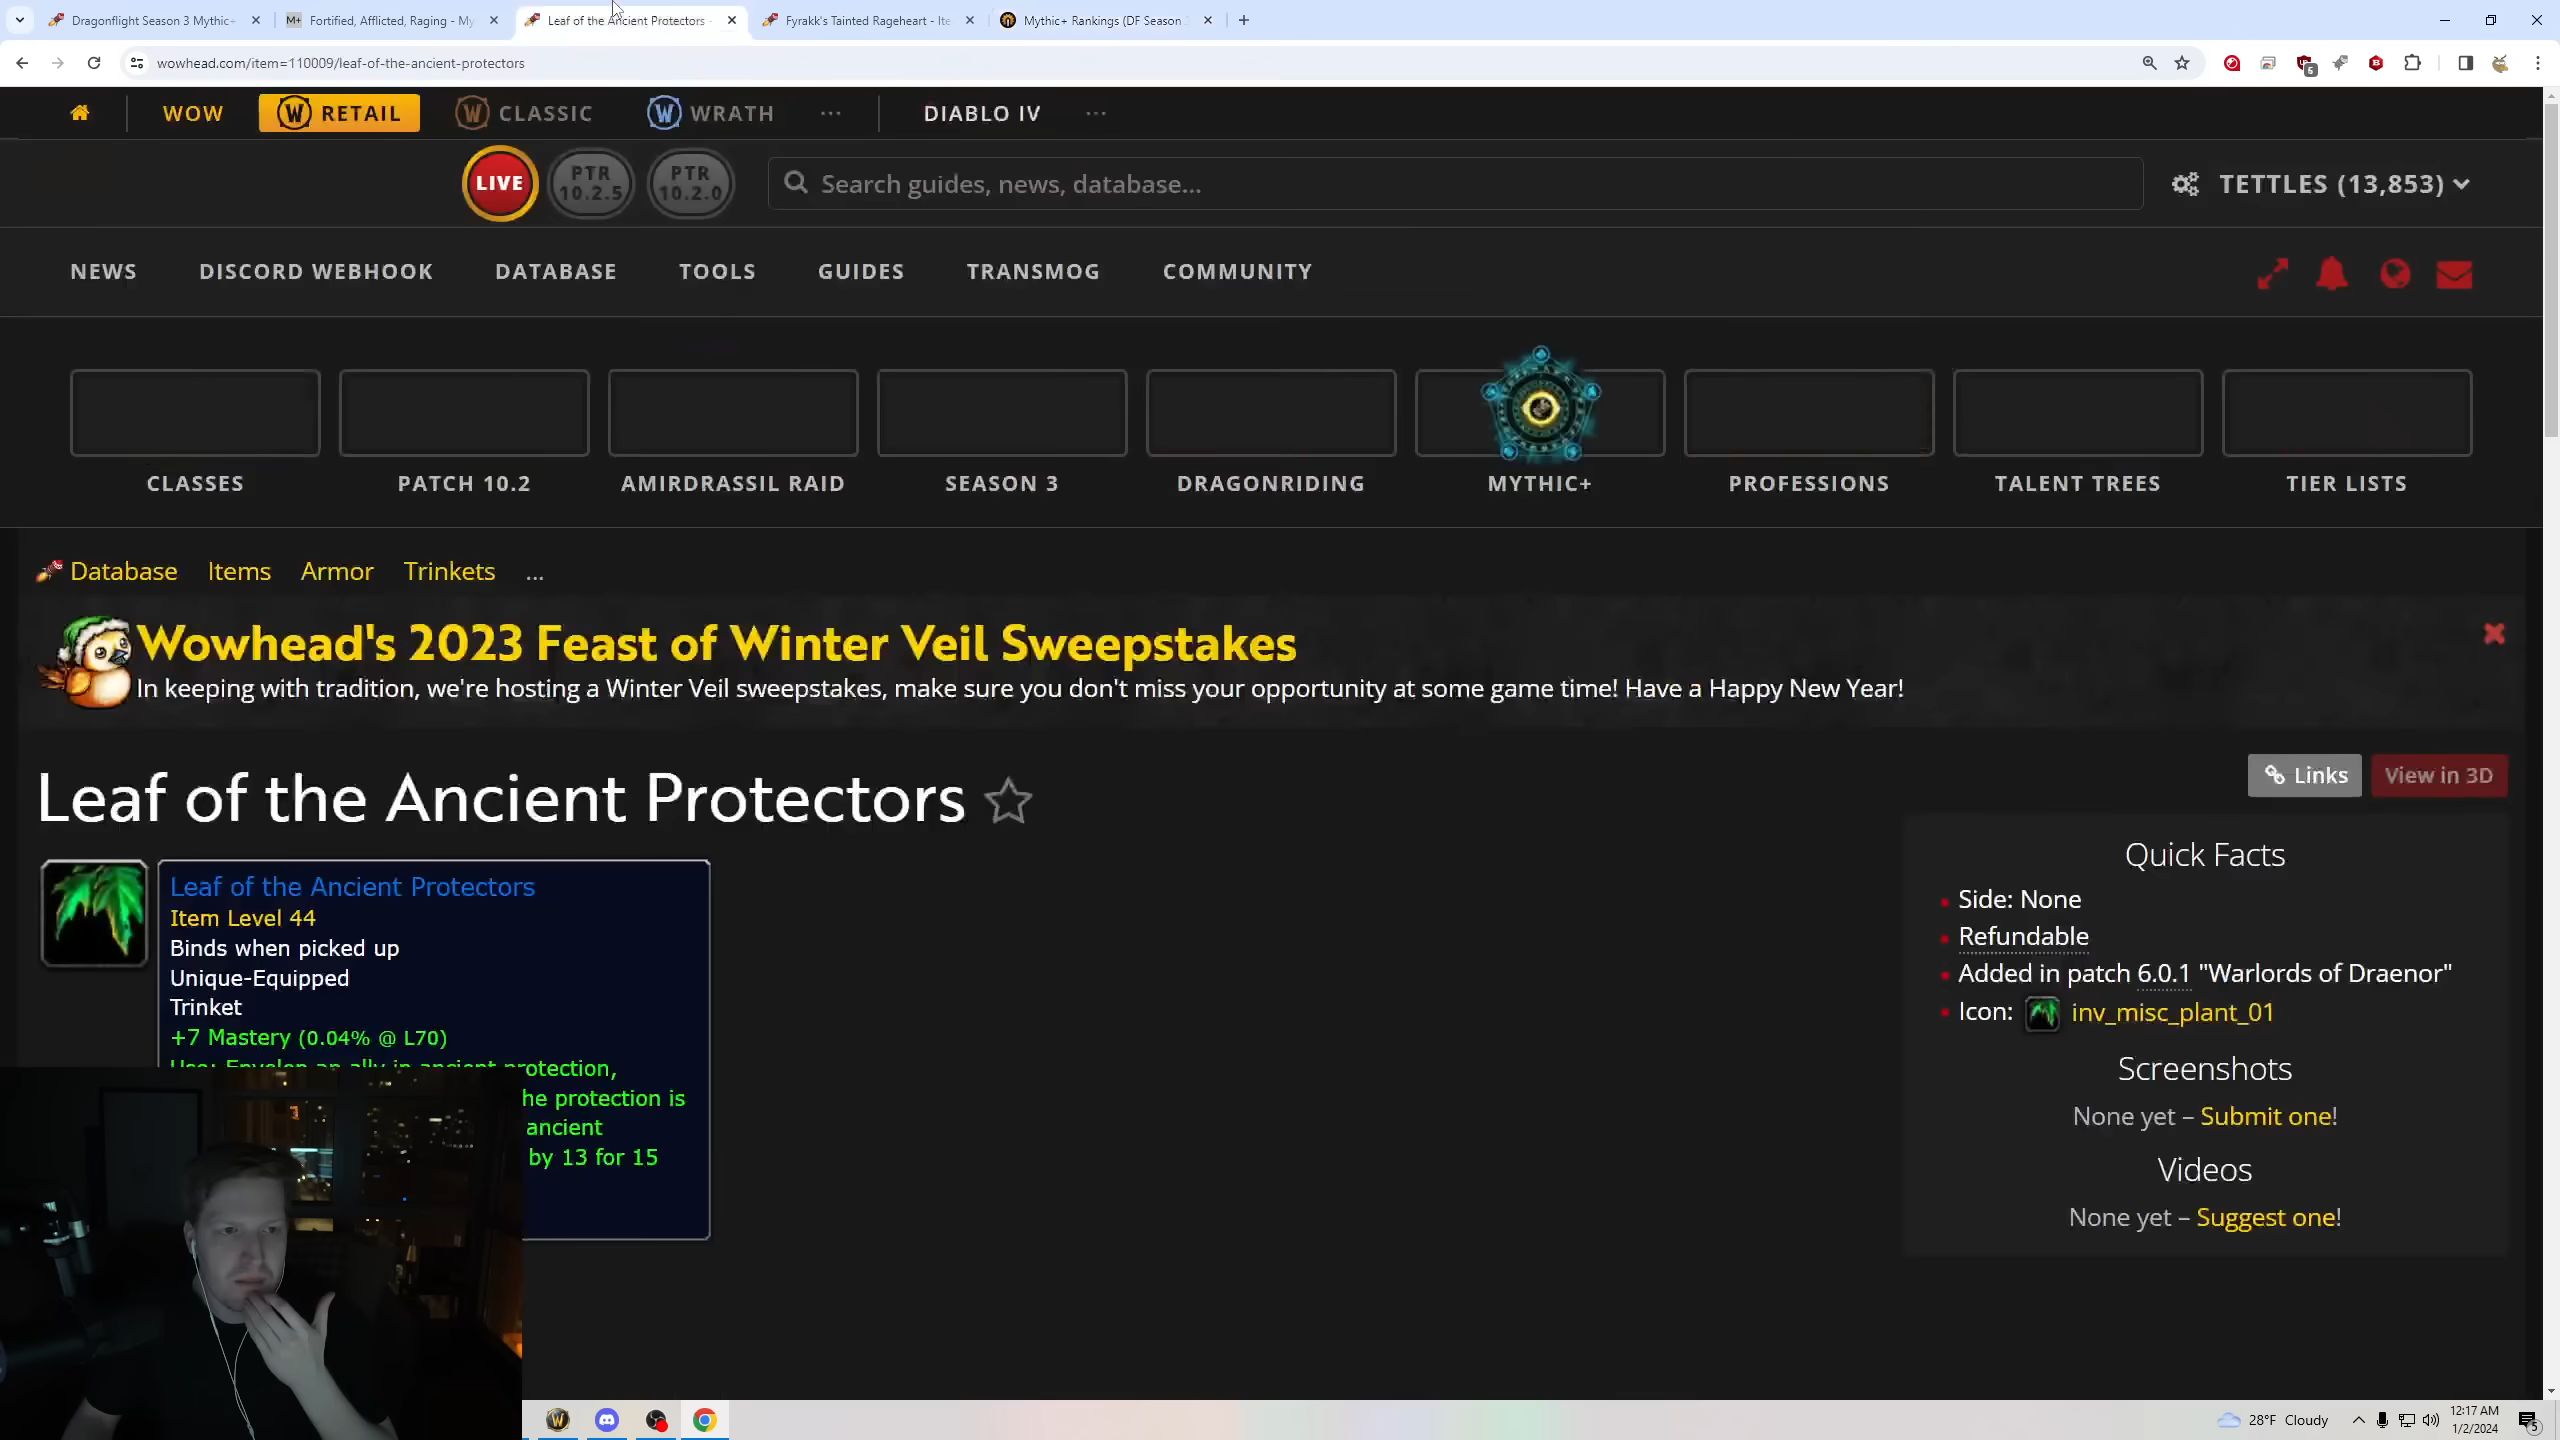 Dragonflight Season 3 Mythic+
Fortified, Afflicted, Raging - My
Leaf of the Ancient Protectors -
Fyrakk's Tainted Rageheart - Ite
Mythic+ Rankings (DF Season
wowhead.com/item=110009/leaf-of-the-ancient-protectors
WOW
RETAIL
CLASSIC
WRATH
DIABLO IV
LIVE
PTR
10.2.5
PTR
10.2.0
Search guides, news, database...
TETTLES (13,853)
NEWS DISCORD WEBHOOK DATABASE TOOLS GUIDES TRANSMOG COMMUNITY
CLASSES PATCH 10.2 AMIRDRASSIL RAID SEASON 3 DRAGONRIDING MYTHIC+ PROFESSIONS TALENT TREES TIER LISTS
Database Items Armor Trinkets ...
Wowhead's 2023 Feast of Winter Veil Sweepstakes
In keeping with tradition, we're hosting a Winter Veil sweepstakes, make sure you don't miss your opportunity at some game time! Have a Happy New Year!
Leaf of the Ancient Protectors
Links
View in 3D
Leaf of the Ancient Protectors
Item Level 44
Binds when picked up
Unique-Equipped
Trinket
+7 Mastery (0.04% @ L70)
Use: Envelop an ally in ancient protection,
he protection is
ancient
by 13 for 15
Quick Facts
Side: None
Refundable
Added in patch 6.0.1 "Warlords of Draenor"
Icon: inv_misc_plant_01
Screenshots
None yet – Submit one!
Videos
None yet – Suggest one!
28°F Cloudy
12:17 AM
1/2/2024